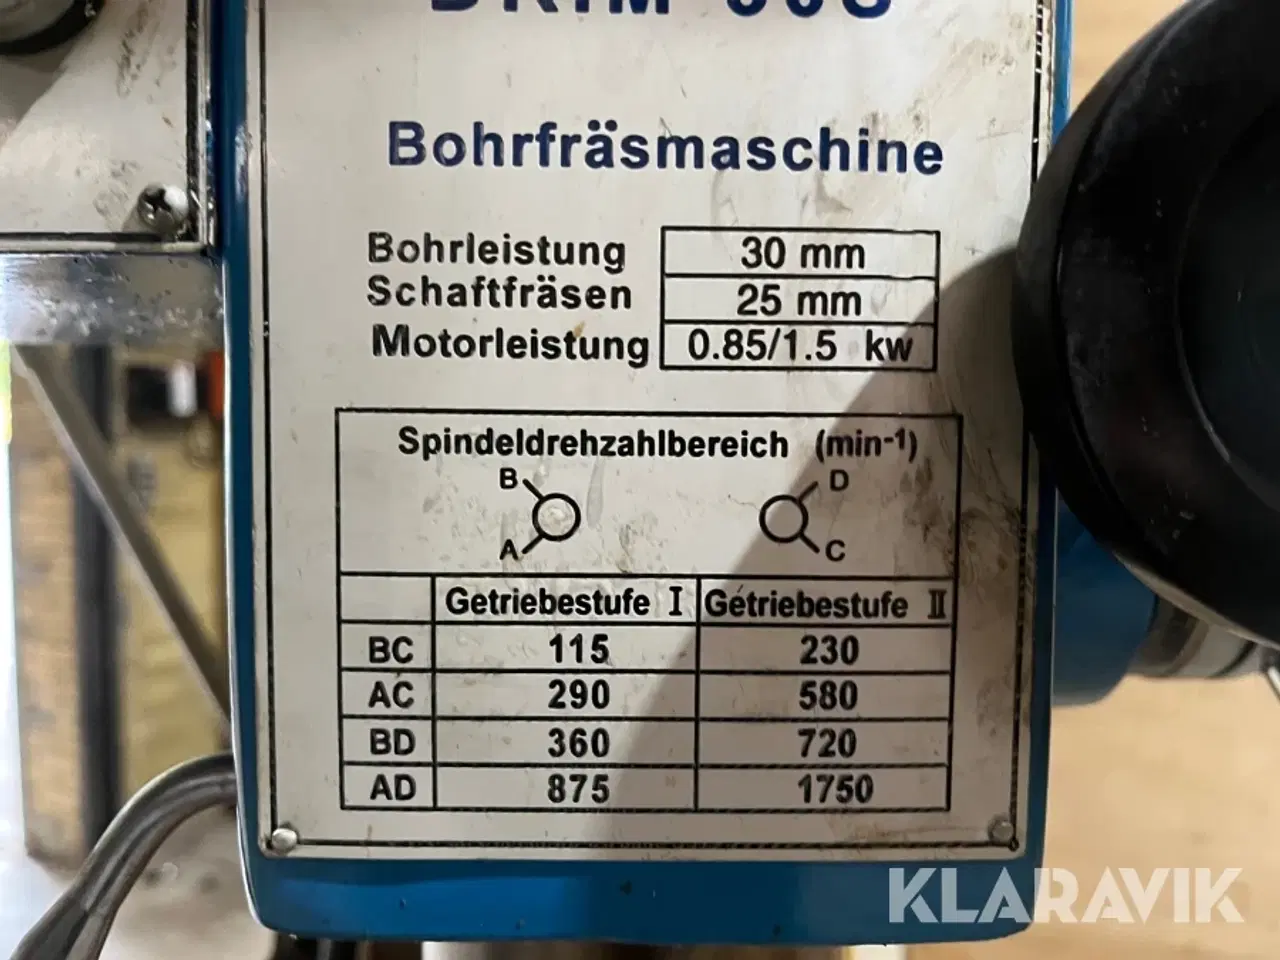 Bohrfräsmaschine
Bohrleistung 30 mm
Schaftfräsen 25 mm
Motorleistung 0.85/1.5 kw
Spindeldrehzahlbereich (min-1)
B D
A C
Getriebestufe I Getriebestufe II
BC 115 230
AC 290 580
BD 360 720
AD 875 1750
KLARAVIK